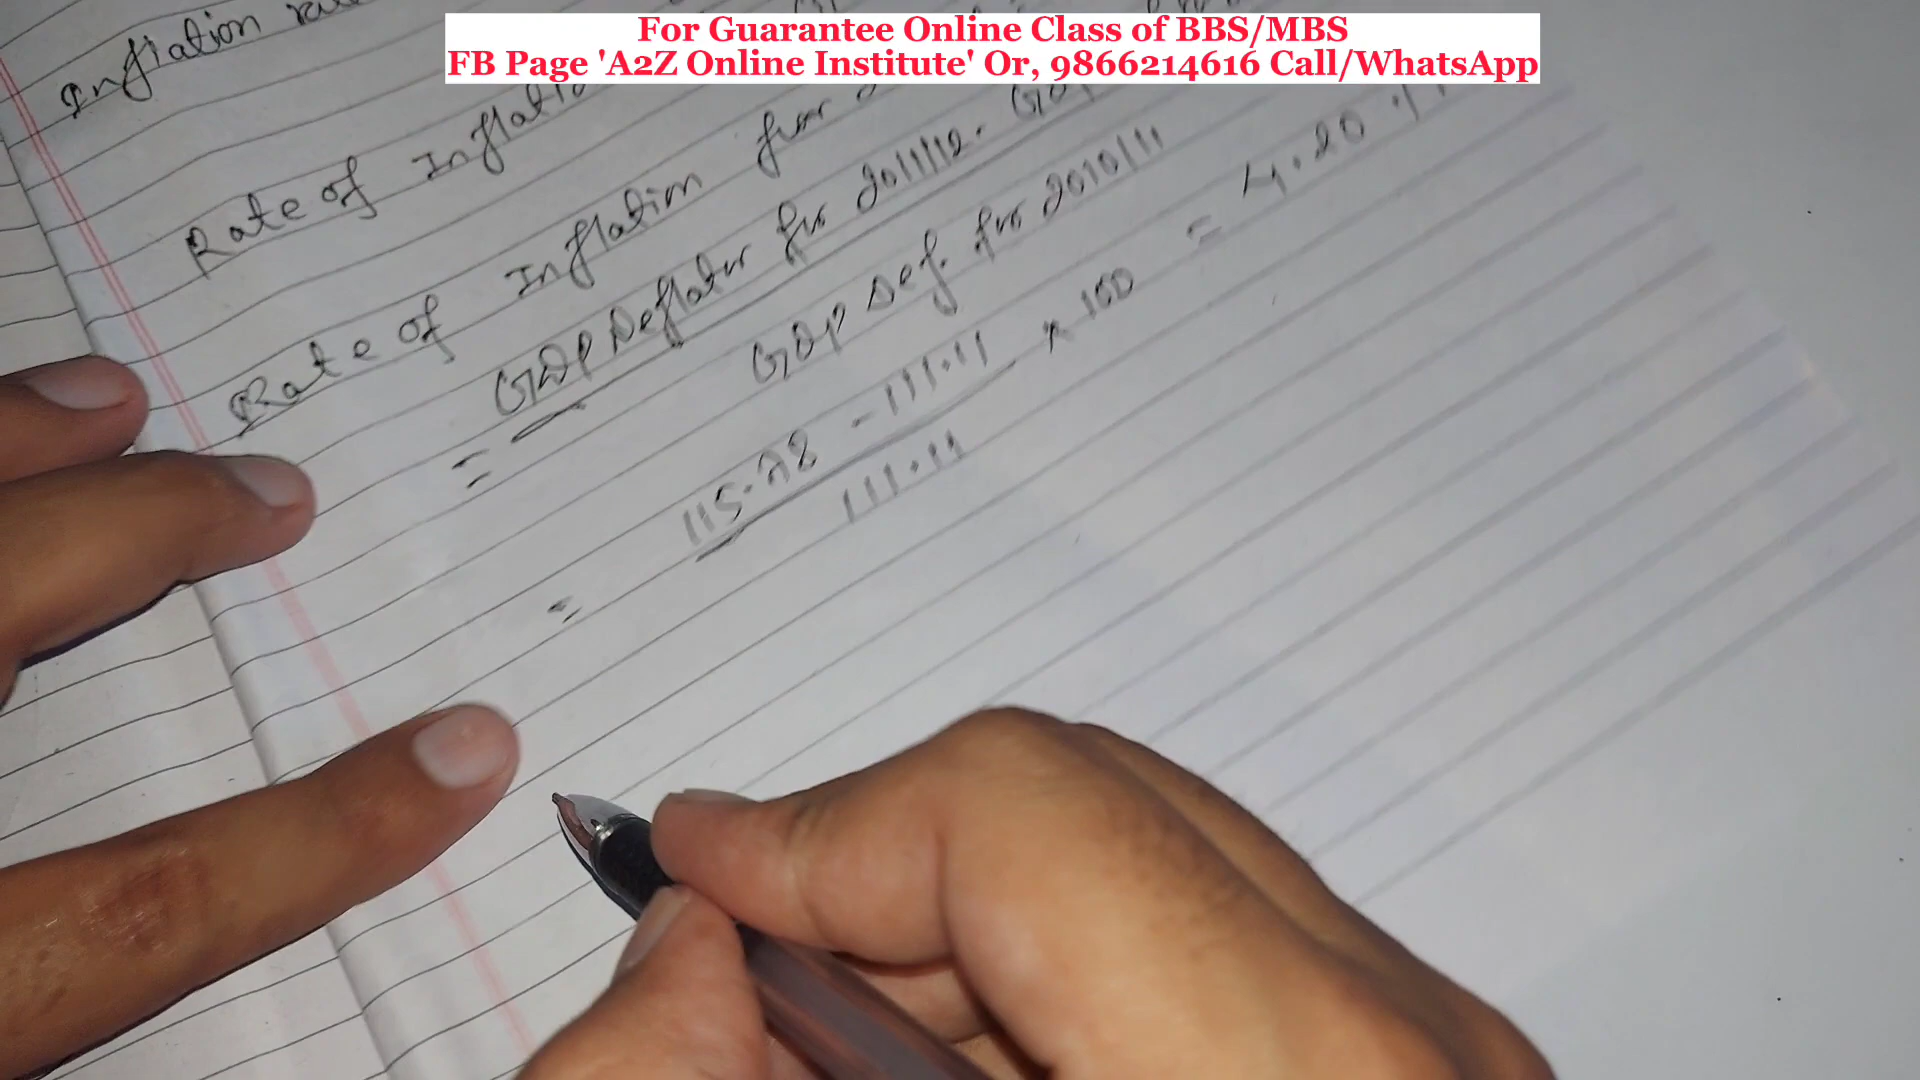 For Guarantee Online Class of BBS/MBS
FB Page 'A2Z Online Institute' Or, 9866214616 Call/WhatsApp
Inflation
Rate of Inflation
Rate of Inflation for
= GDP Deflator for 2011/12 -
GDP Def. for 2010/11
= 115.78 - 111.11 × 100 = 4.20 %
111.11